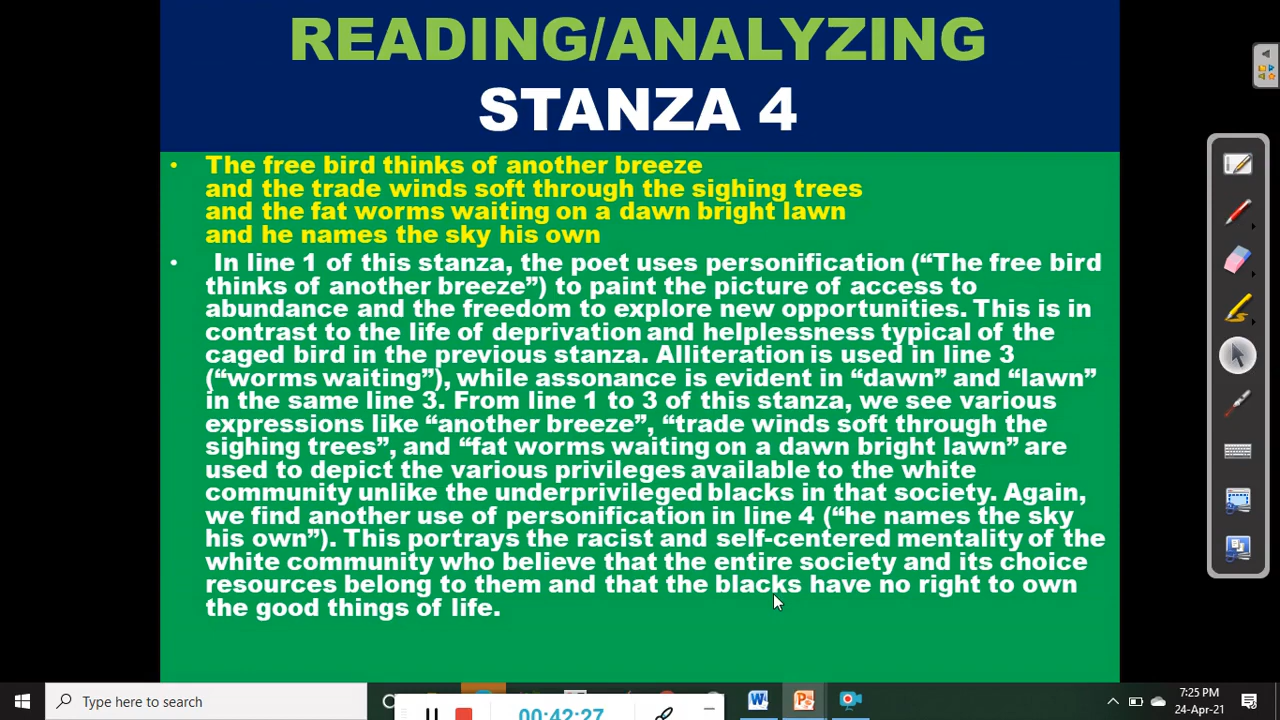 READING/ANALYZING
STANZA 4
• The free bird thinks of another breeze
and the trade winds soft through the sighing trees
and the fat worms waiting on a dawn bright lawn
and he names the sky his own
• In line 1 of this stanza, the poet uses personification (“The free bird
thinks of another breeze”) to paint the picture of access to
abundance and the freedom to explore new opportunities. This is in
contrast to the life of deprivation and helplessness typical of the
caged bird in the previous stanza. Alliteration is used in line 3
(“worms waiting”), while assonance is evident in “dawn” and “lawn”
in the same line 3. From line 1 to 3 of this stanza, we see various
expressions like “another breeze”, “trade winds soft through the
sighing trees”, and “fat worms waiting on a dawn bright lawn” are
used to depict the various privileges available to the white
community unlike the underprivileged blacks in that society. Again,
we find another use of personification in line 4 (“he names the sky
his own”). This portrays the racist and self-centered mentality of the
white community who believe that the entire society and its choice
resources belong to them and that the blacks have no right to own
the good things of life.
Type here to search
00:42:27
7:25 PM
24-Apr-21